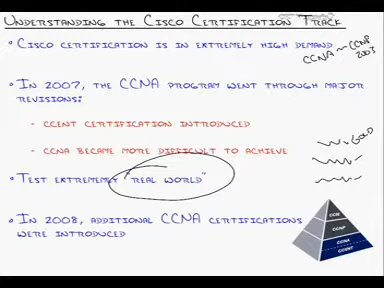 Understanding the Cisco Certification Track
• Cisco certification is in extremely high demand
CCNA ~ CCNP
2003
• In 2007, the CCNA program went through major
revisions:
- CCENT certification introduced
- CCNA became more difficult to achieve
GOLD
• Test extrememly "real world"
• In 2008, additional CCNA certifications
were introduced
CCIE
CCNP
CCNA
CCENT